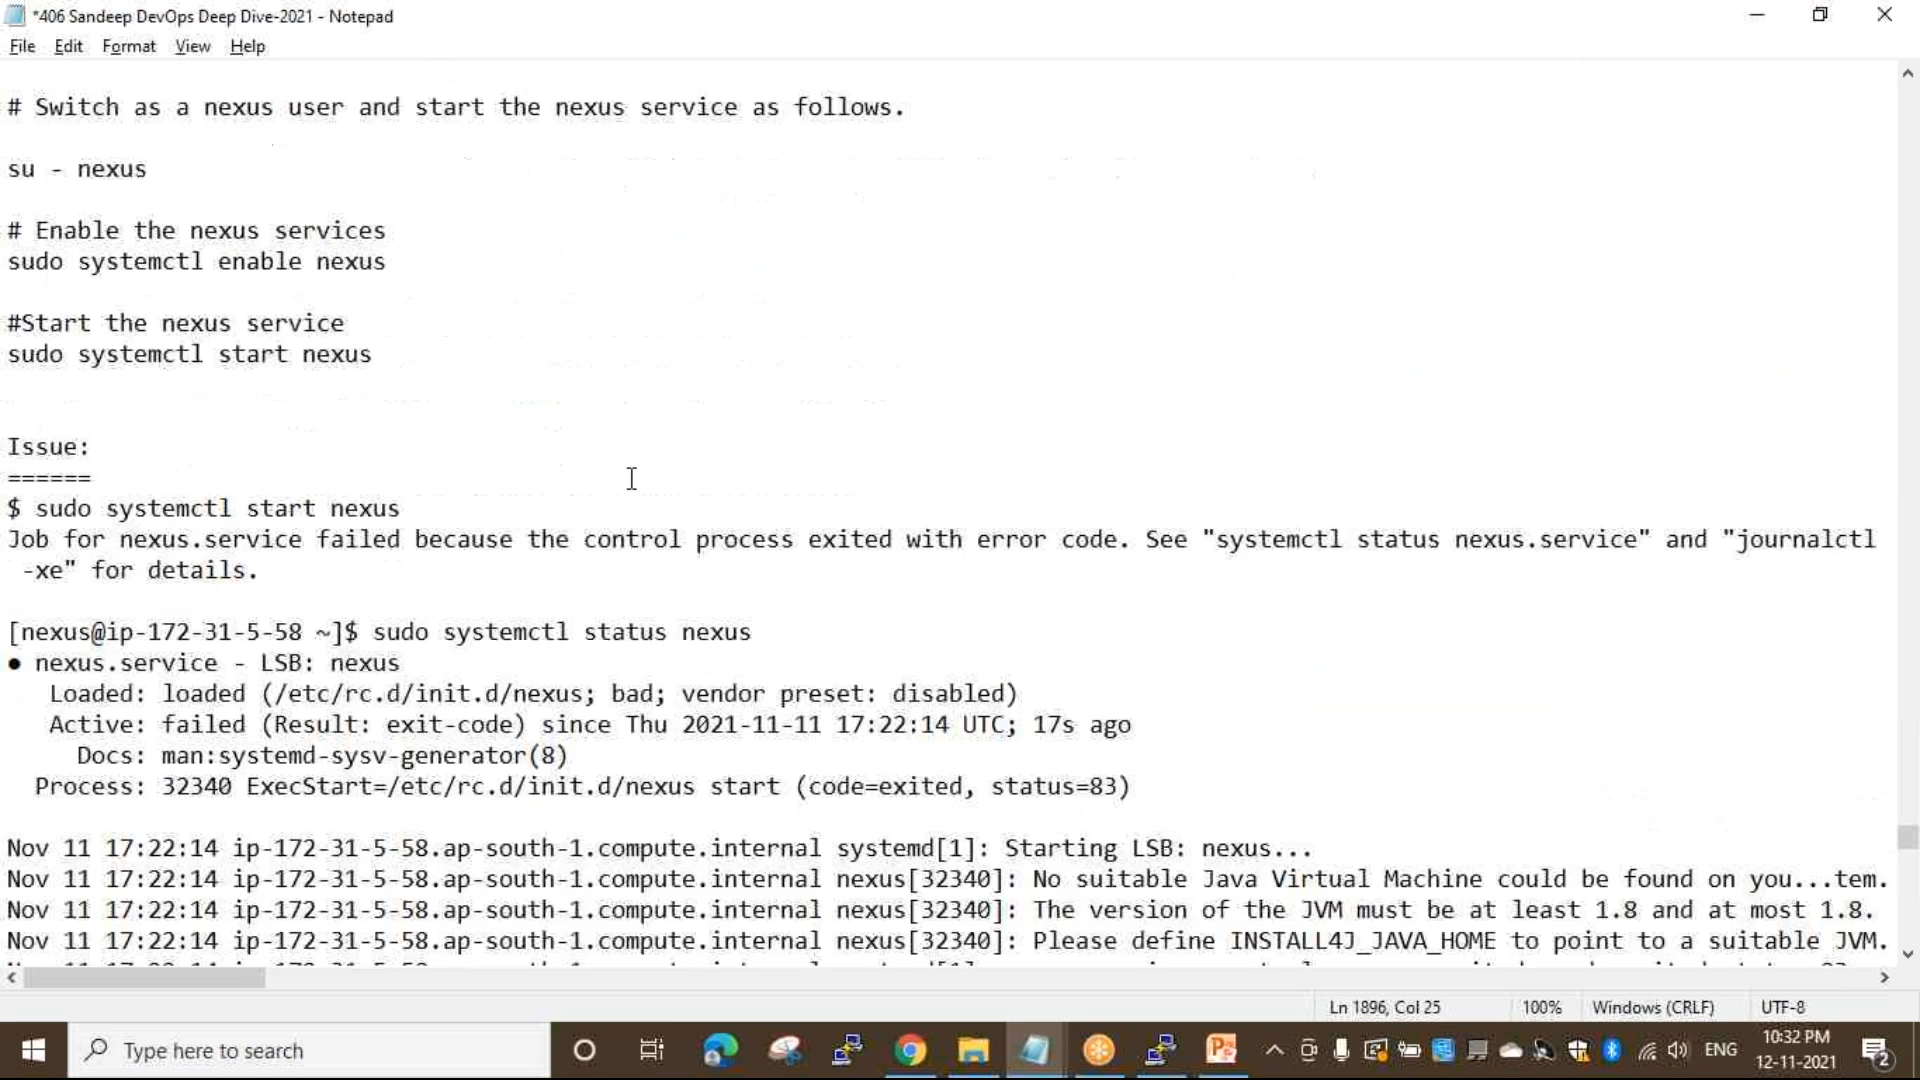 *406 Sandeep DevOps Deep Dive-2021 - Notepad
File Edit Format View Help
# Switch as a nexus user and start the nexus service as follows.
su - nexus
# Enable the nexus services
sudo systemctl enable nexus
#Start the nexus service
sudo systemctl start nexus
Issue:
======
$ sudo systemctl start nexus
Job for nexus.service failed because the control process exited with error code. See "systemctl status nexus.service" and "journalctl
-xe" for details.
[nexus@ip-172-31-5-58 ~]$ sudo systemctl status nexus
● nexus.service - LSB: nexus
Loaded: loaded (/etc/rc.d/init.d/nexus; bad; vendor preset: disabled)
Active: failed (Result: exit-code) since Thu 2021-11-11 17:22:14 UTC; 17s ago
Docs: man:systemd-sysv-generator(8)
Process: 32340 ExecStart=/etc/rc.d/init.d/nexus start (code=exited, status=83)
Nov 11 17:22:14 ip-172-31-5-58.ap-south-1.compute.internal systemd[1]: Starting LSB: nexus...
Nov 11 17:22:14 ip-172-31-5-58.ap-south-1.compute.internal nexus[32340]: No suitable Java Virtual Machine could be found on you...tem.
Nov 11 17:22:14 ip-172-31-5-58.ap-south-1.compute.internal nexus[32340]: The version of the JVM must be at least 1.8 and at most 1.8.
Nov 11 17:22:14 ip-172-31-5-58.ap-south-1.compute.internal nexus[32340]: Please define INSTALL4J_JAVA_HOME to point to a suitable JVM.
Ln 1896, Col 25 100% Windows (CRLF) UTF-8
Type here to search
ENG
10:32 PM
12-11-2021
2